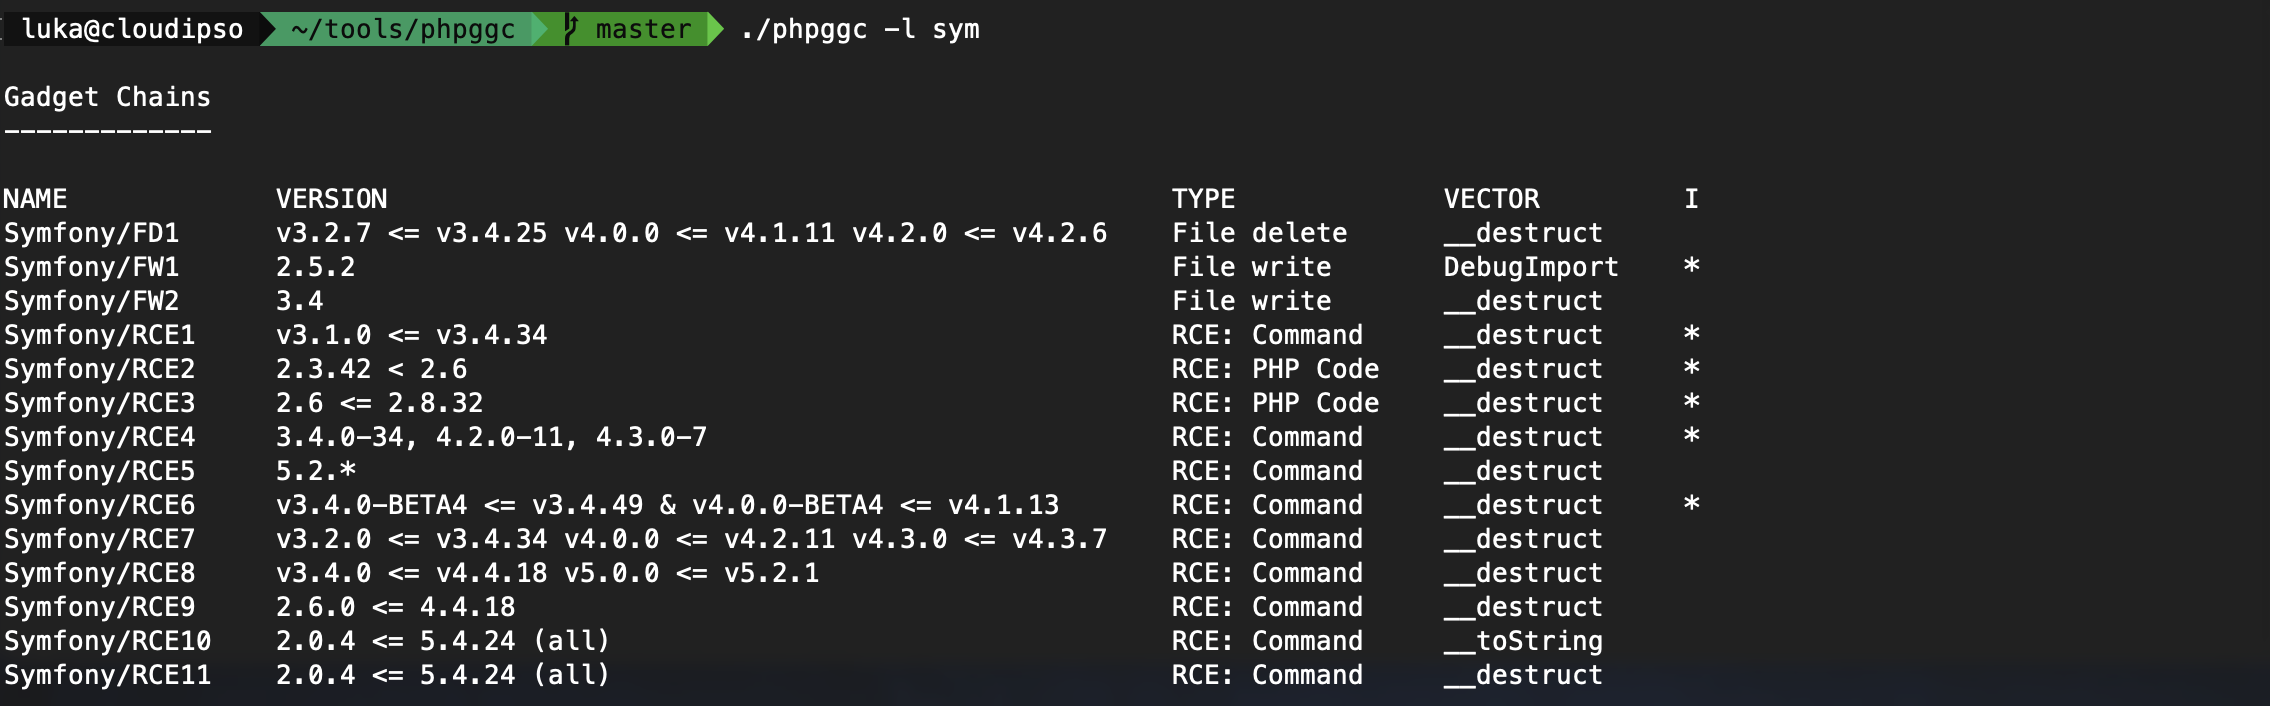 luka@cloudipso ~/tools/phpggc master ./phpggc -l sym
Gadget Chains
-------------
NAME VERSION TYPE VECTOR I
Symfony/FD1 v3.2.7 <= v3.4.25 v4.0.0 <= v4.1.11 v4.2.0 <= v4.2.6 File delete __destruct
Symfony/FW1 2.5.2 File write DebugImport *
Symfony/FW2 3.4 File write __destruct
Symfony/RCE1 v3.1.0 <= v3.4.34 RCE: Command __destruct *
Symfony/RCE2 2.3.42 < 2.6 RCE: PHP Code __destruct *
Symfony/RCE3 2.6 <= 2.8.32 RCE: PHP Code __destruct *
Symfony/RCE4 3.4.0-34, 4.2.0-11, 4.3.0-7 RCE: Command __destruct *
Symfony/RCE5 5.2.* RCE: Command __destruct
Symfony/RCE6 v3.4.0-BETA4 <= v3.4.49 & v4.0.0-BETA4 <= v4.1.13 RCE: Command __destruct *
Symfony/RCE7 v3.2.0 <= v3.4.34 v4.0.0 <= v4.2.11 v4.3.0 <= v4.3.7 RCE: Command __destruct
Symfony/RCE8 v3.4.0 <= v4.4.18 v5.0.0 <= v5.2.1 RCE: Command __destruct
Symfony/RCE9 2.6.0 <= 4.4.18 RCE: Command __destruct
Symfony/RCE10 2.0.4 <= 5.4.24 (all) RCE: Command __toString
Symfony/RCE11 2.0.4 <= 5.4.24 (all) RCE: Command __destruct